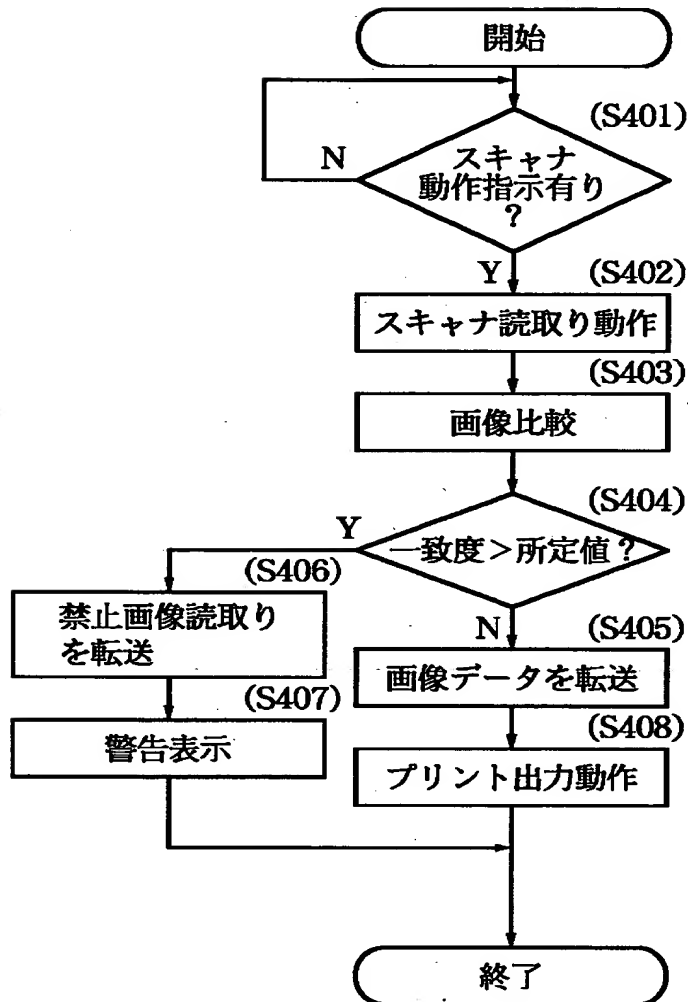 開始
(S401)
N
スキャナ
動作指示有り
?
Y
(S402)
スキャナ読取り動作
(S403)
画像比較
(S404)
Y
一致度>所定値?
(S406)
禁止画像読取り
を転送
N
(S405)
画像データを転送
(S407)
警告表示
(S408)
プリント出力動作
終了